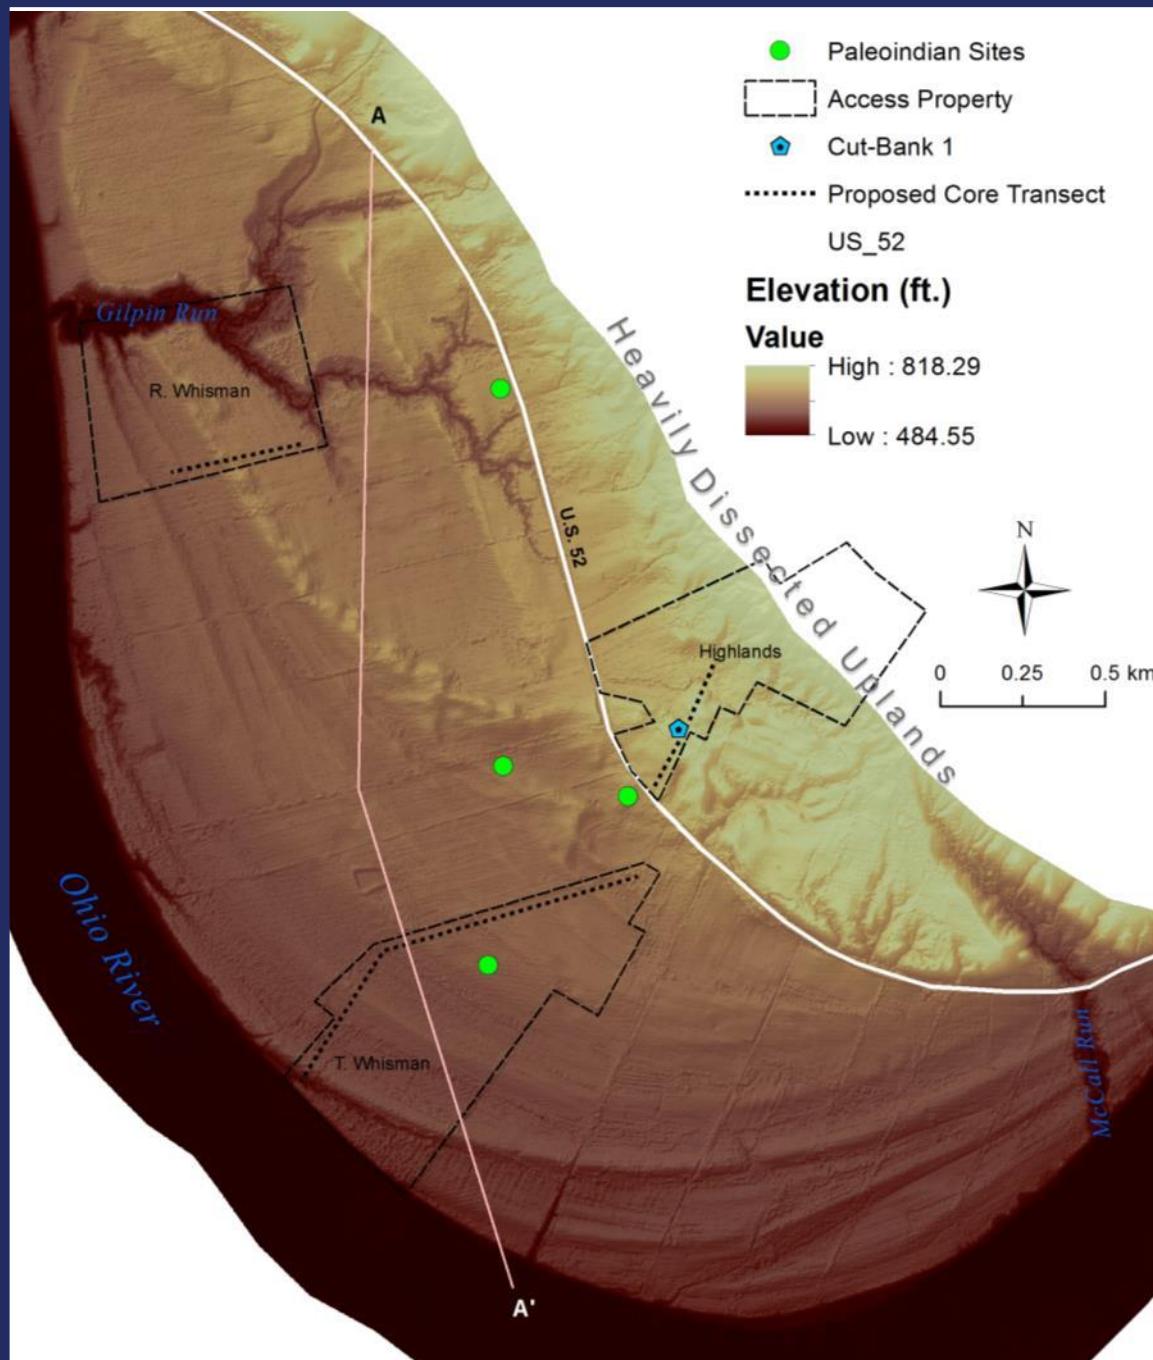 Paleoindian Sites
Access Property
Cut-Bank 1
Proposed Core Transect
US_52
Elevation (ft.)
Value
High : 818.29
Low : 484.55
A
Gilpin Run
R. Whisman
Heavily Dissected Uplands
U.S. 52
N
0 0.25 0.5 km
Highlands
Ohio River
T. Whisman
McCall Run
A'